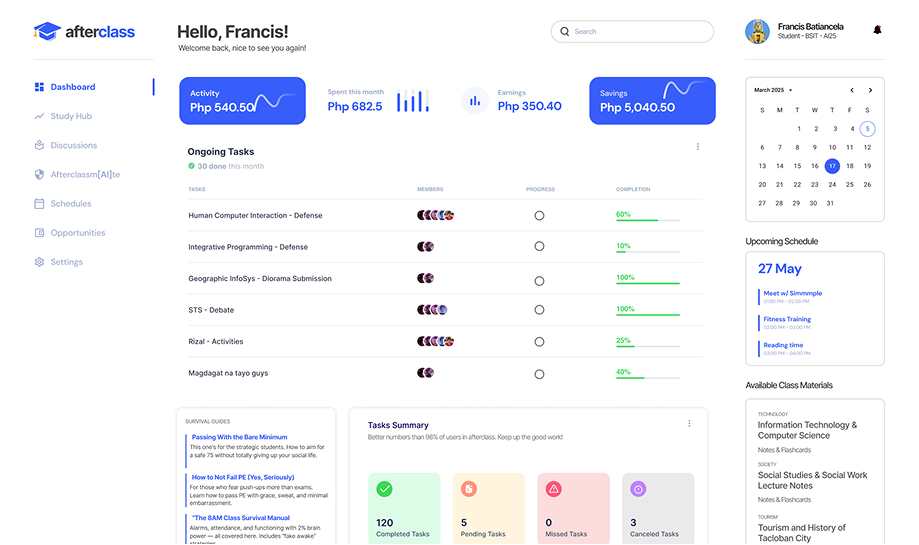 afterclass
Dashboard
Study Hub
Discussions
Afterclassm[AI]te
Schedules
Opportunities
Settings
Hello, Francis!
Welcome back, nice to see you again!
Search
Activity
Php 540.50
Spent this month
Php 682.5
Earnings
Php 350.40
Savings
Php 5,040.50
Ongoing Tasks
30 done this month
TASKS MEMBERS PROGRESS COMPLETION
Human Computer Interaction - Defense 60%
Integrative Programming - Defense 10%
Geographic InfoSys - Diorama Submission 100%
STS - Debate 100%
Rizal - Activities 25%
Magdagat na tayo guys 40%
SURVIVAL GUIDES
Passing With the Bare Minimum
This one's for the strategic students. How to aim for
a safe 75 without totally giving up your social life.
How to Not Fail PE (Yes, Seriously)
For those who fear push-ups more than exams.
Learn how to pass PE with grace, sweat, and minimal
embarrassment.
"The 8AM Class Survival Manual
Alarms, attendance, and functioning with 2% brain
power — all covered here. Includes "fake awake"
strategies
Tasks Summary
Better numbers than 98% of users in afterclass. Keep up the good work!
120
Completed Tasks
5
Pending Tasks
0
Missed Tasks
3
Canceled Tasks
Francis Batiancela
Student - BSIT - AI25
March 2025
S M T W T F S
1 2 3 4 5
6 7 8 9 10 11 12
13 14 15 16 17 18 19
20 21 22 23 24 25 26
27 28 29 30 31
Upcoming Schedule
27 May
Meet w/ Simmmple
01:00 PM - 02:00 PM
Fitness Training
02:00 PM - 03:00 PM
Reading time
03:00 PM - 04:00 PM
Available Class Materials
TECHNOLOGY
Information Technology &
Computer Science
Notes & Flashcards
SOCIETY
Social Studies & Social Work
Lecture Notes
Notes & Flashcards
TOURISM
Tourism and History of
Tacloban City